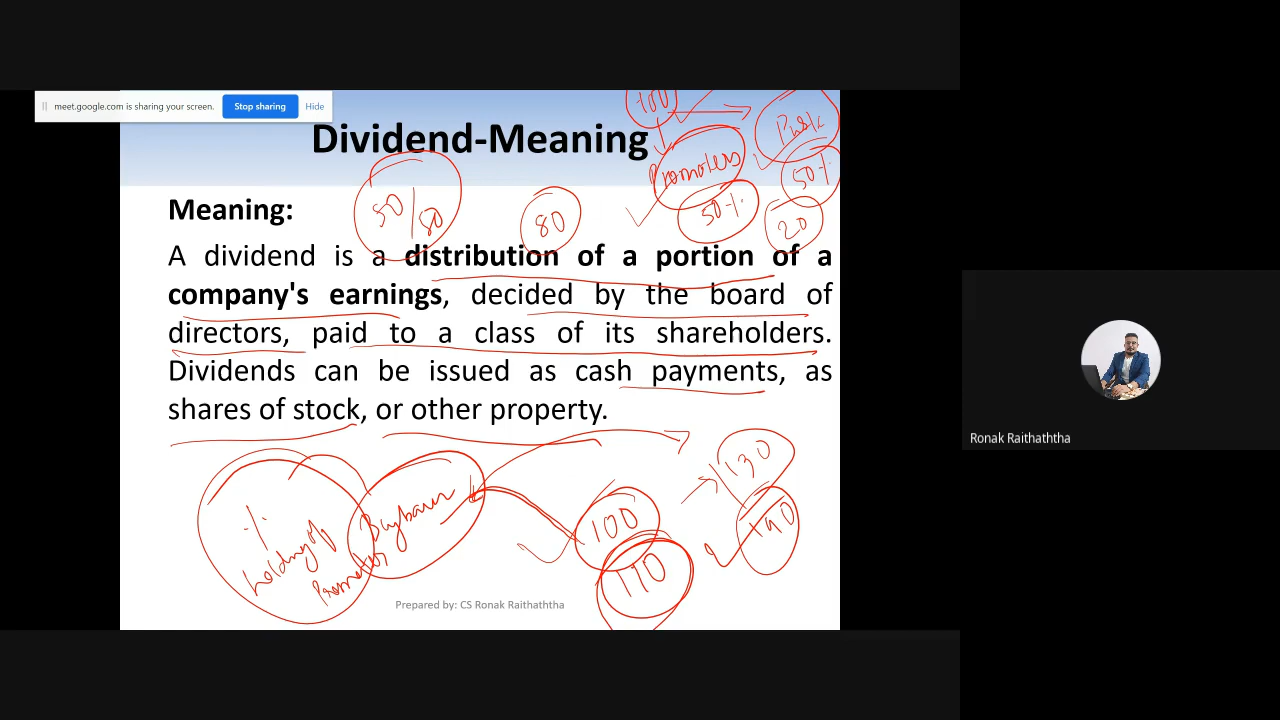 meet.google.com is sharing your screen. Stop sharing Hide
100
Dividend-Meaning
Promoters
50%
50%
20
50/80
80
Meaning:
A dividend is a distribution of a portion of a
company's earnings, decided by the board of
directors, paid to a class of its shareholders.
Dividends can be issued as cash payments, as
shares of stock, or other property.
Ronak Raithaththa
130
% holding of Promoter
100
110
Prepared by: CS Ronak Raithaththa